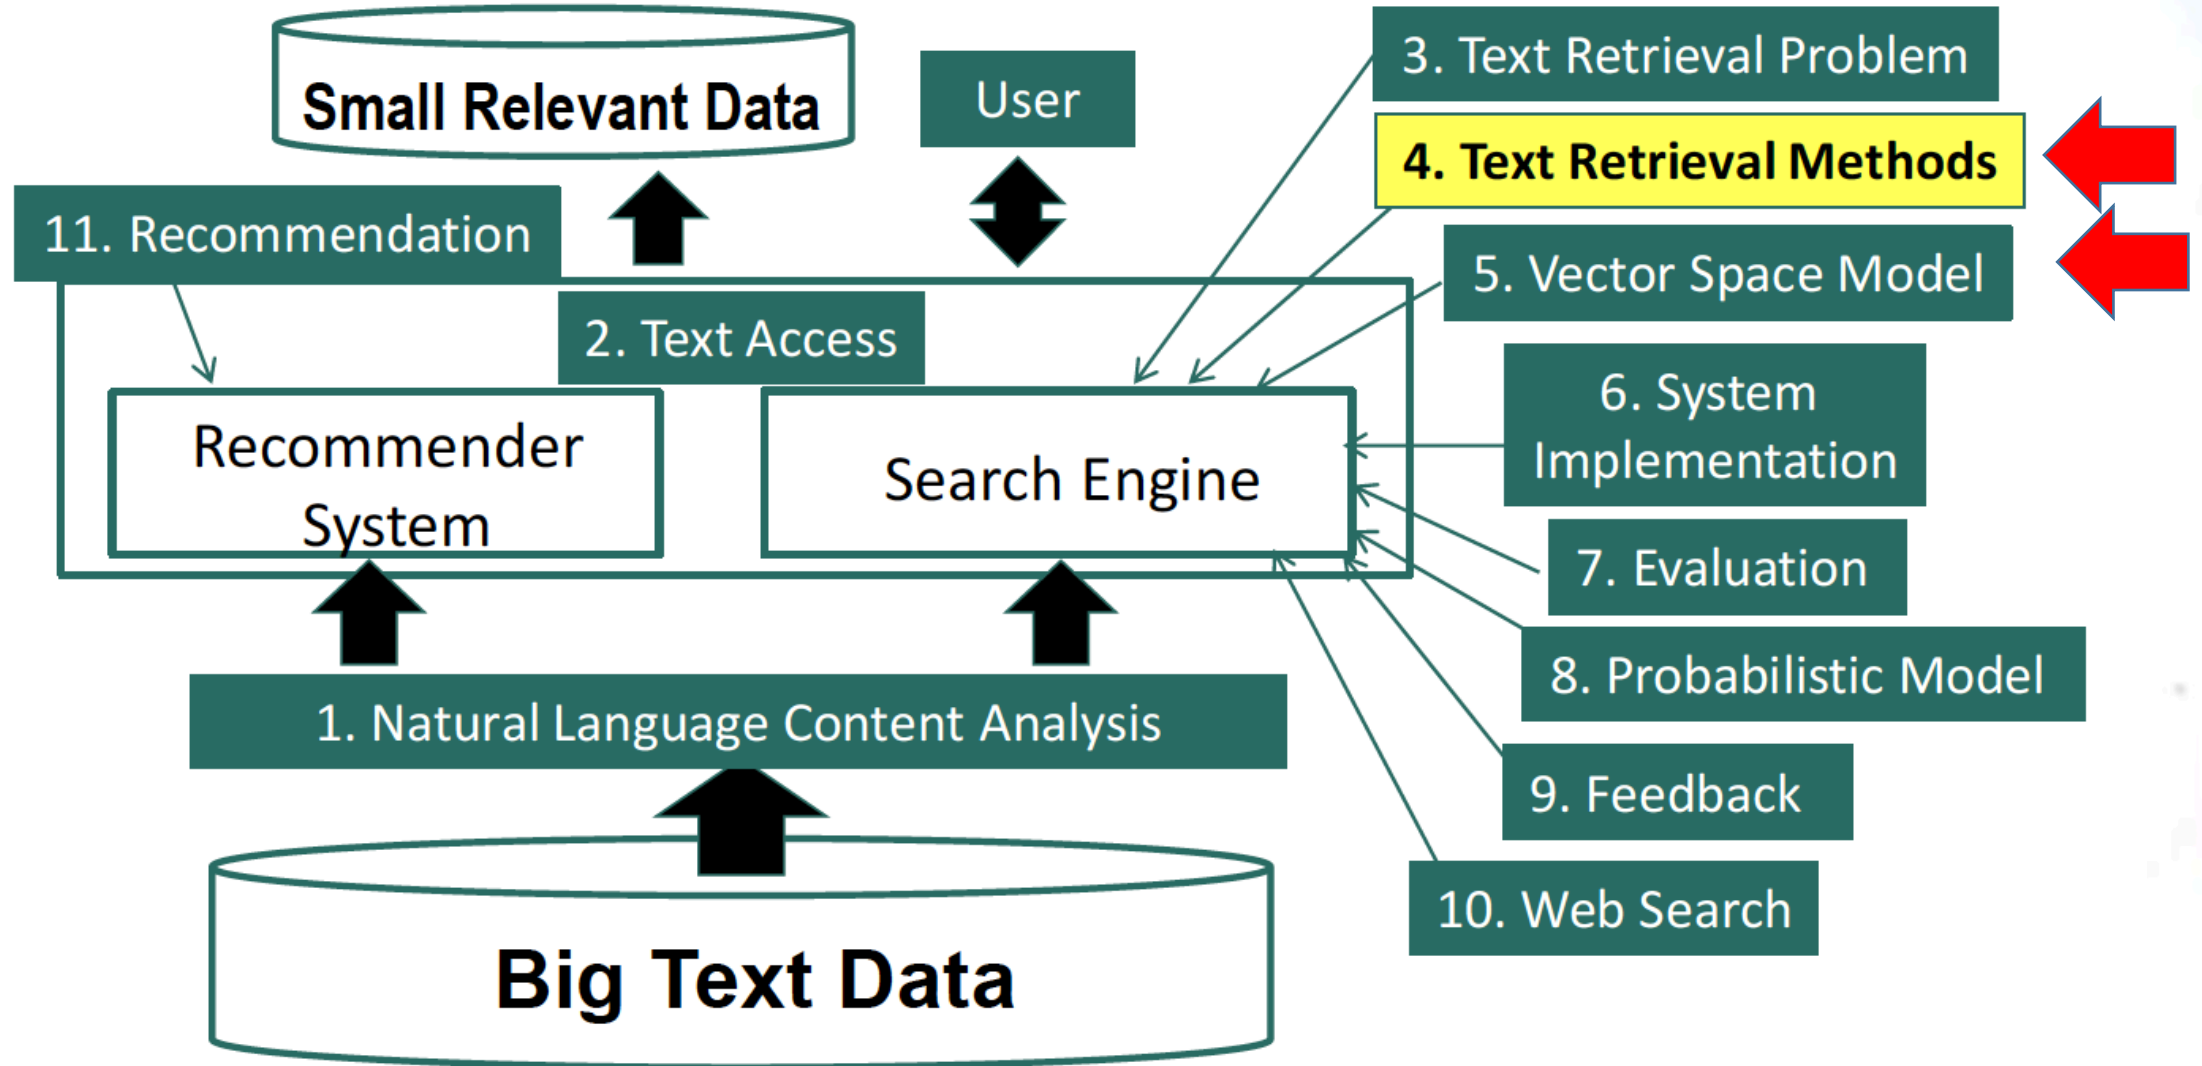 Small Relevant Data
User
3. Text Retrieval Problem
4. Text Retrieval Methods
5. Vector Space Model
11. Recommendation
2. Text Access
Recommender
System
Search Engine
6. System
Implementation
7. Evaluation
8. Probabilistic Model
9. Feedback
10. Web Search
1. Natural Language Content Analysis
Big Text Data